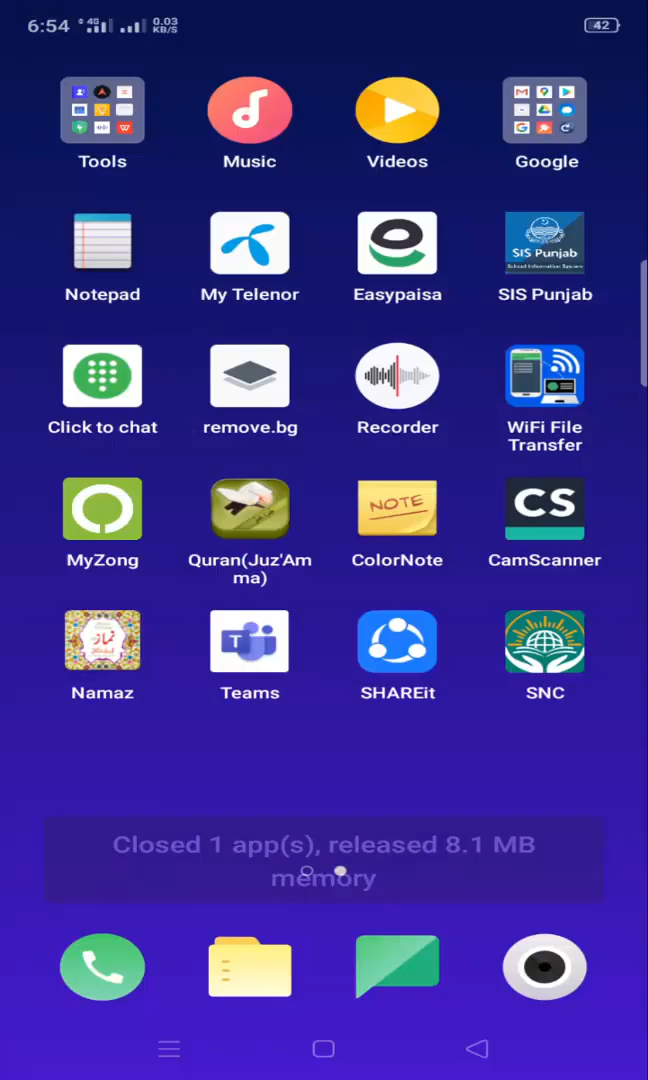 6:54 4G 0.03 KB/S 42
Tools Music Videos Google
SIS Punjab
Notepad My Telenor Easypaisa SIS Punjab
Click to chat remove.bg Recorder WiFi File
Transfer
NOTE CS
MyZong Quran(Juz'Am ColorNote CamScanner
ma)
نماز
T
Namaz Teams SHAREit SNC
Closed 1 app(s), released 8.1 MB
memory